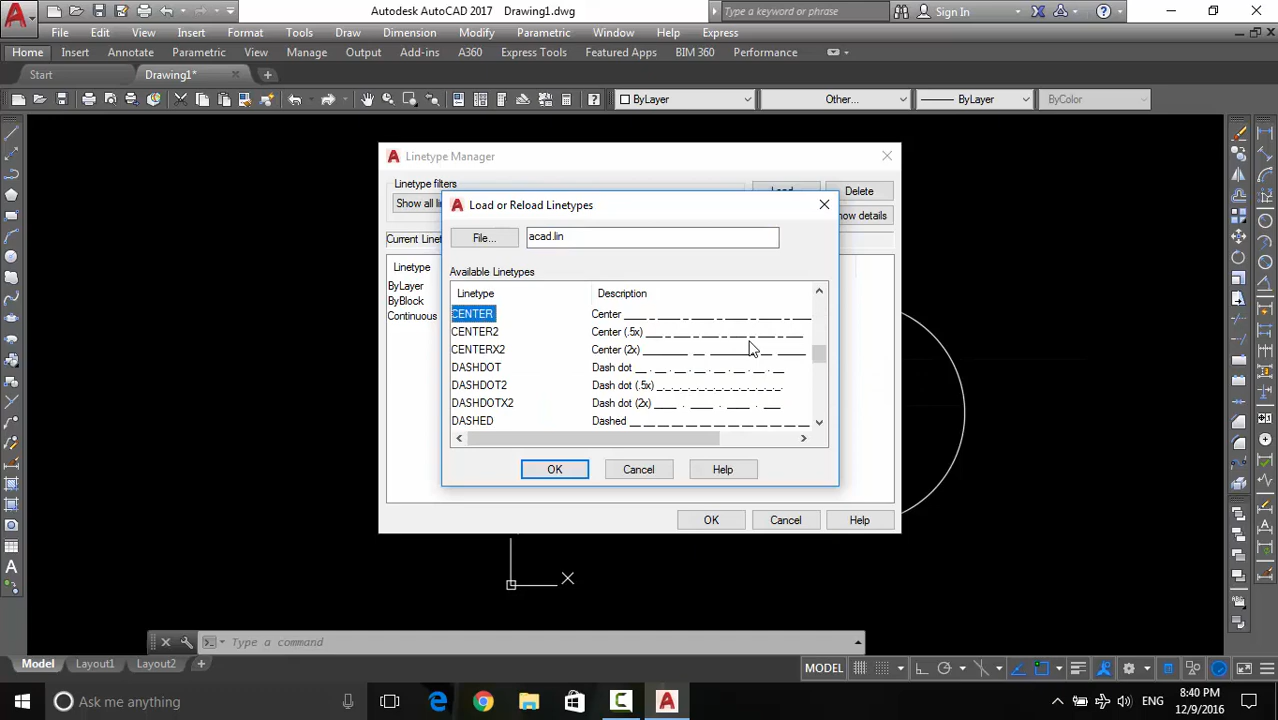 Autodesk AutoCAD 2017 Drawing1.dwg
Type a keyword or phrase
Sign In
File Edit View Insert Format Tools Draw Dimension Modify Parametric Window Help Express
Home Insert Annotate Parametric View Manage Output Add-ins A360 Express Tools Featured Apps BIM 360 Performance
Start
Drawing1*
ByLayer
Other...
ByLayer
ByColor
Linetype Manager
Linetype filters
Delete
Load or Reload Linetypes
File...
acad.lin
Available Linetypes
Linetype
Description
Linetype
ByLayer
ByBlock
Continuous
CENTER Center
CENTER2 Center (.5x)
CENTERX2 Center (2x)
DASHDOT Dash dot
DASHDOT2 Dash dot (.5x)
DASHDOTX2 Dash dot (2x)
DASHED Dashed
OK Cancel Help
OK Cancel Help
X
Type a command
Model Layout1 Layout2 +
MODEL
Ask me anything
ENG
8:40 PM
12/9/2016